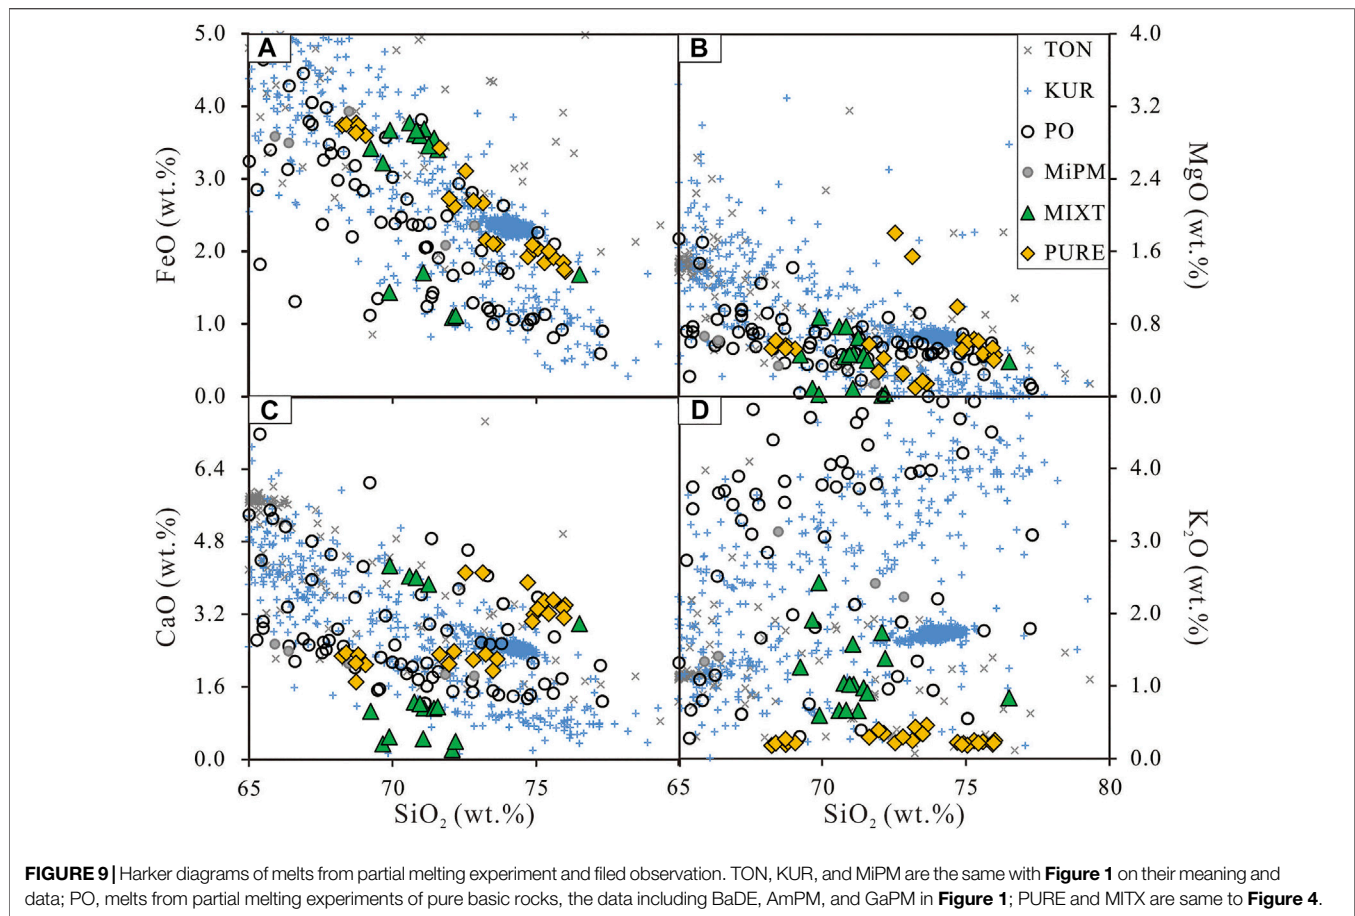 5.0
4.0
3.0
2.0
1.0
0.0
FeO (wt.%)
A
B
TON
KUR
PO
MiPM
MIXT
PURE
4.0
3.2
2.4
1.6
0.8
0.0
MgO (wt.%)
C
6.4
4.8
3.2
1.6
0.0
CaO (wt.%)
D
4.0
3.0
2.0
1.0
0.0
K₂O (wt.%)
65
70
75
65
70
75
80
SiO₂ (wt.%)
SiO₂ (wt.%)
FIGURE 9 | Harker diagrams of melts from partial melting experiment and filed observation. TON, KUR, and MiPM are the same with Figure 1 on their meaning and
data; PO, melts from partial melting experiments of pure basic rocks, the data including BaDE, AmPM, and GaPM in Figure 1; PURE and MITX are same to Figure 4.